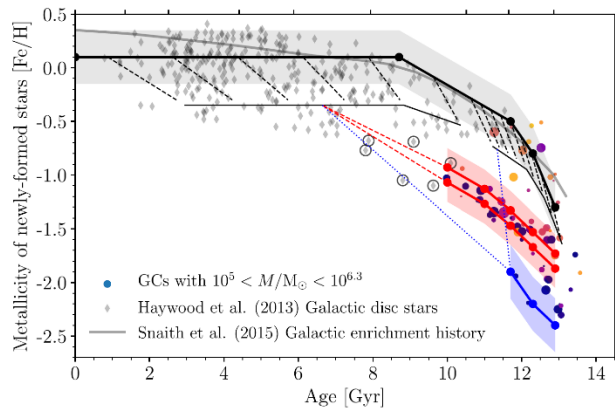 0.5
0.0
-0.5
-1.0
-1.5
-2.0
-2.5
Metallicity of newly-formed stars [Fe/H]
GCs with 10^5 < M/M⊙ < 10^6.3
Haywood et al. (2013) Galactic disc stars
Snaith et al. (2015) Galactic enrichment history
0 2 4 6 8 10 12 14
Age [Gyr]